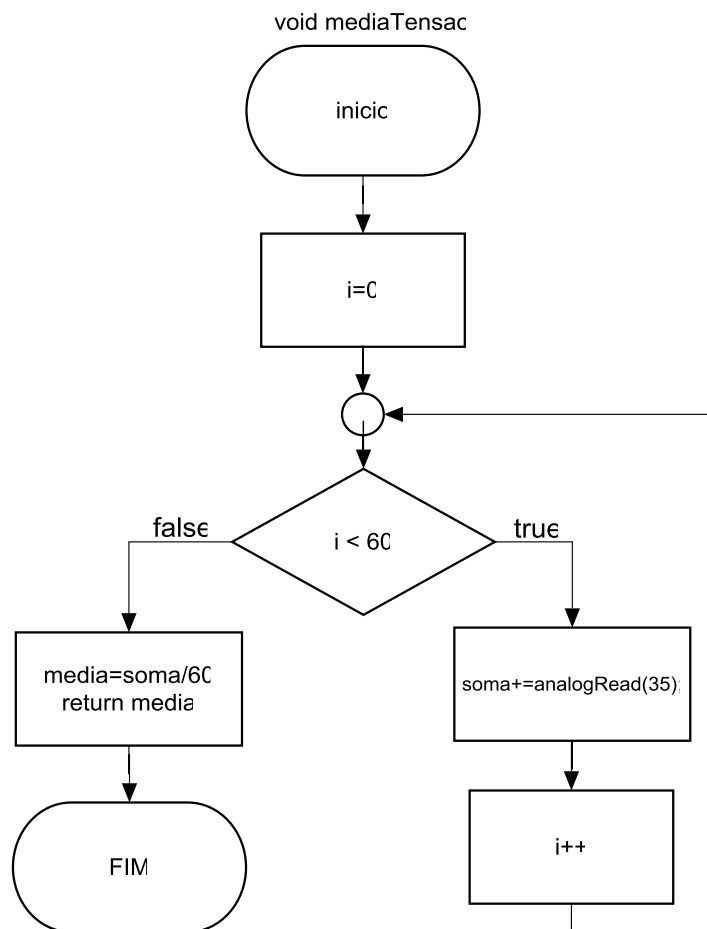 void mediaTensao
inicio
i=0
i < 60
false
true
media=soma/60
return media
soma+=analogRead(35);
FIM
i++